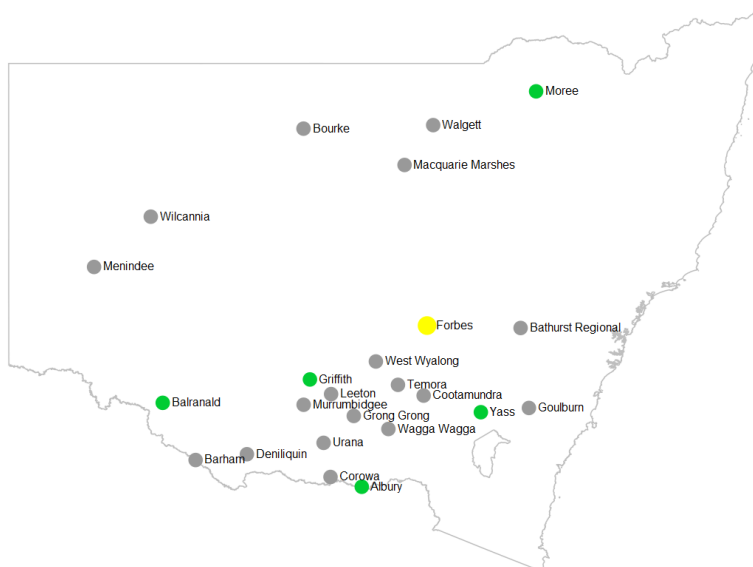 Moree
Bourke
Walgett
Macquarie Marshes
Wilcannia
Menindee
Forbes
Bathurst Regional
West Wyalong
Griffith
Temora
Leeton
Cootamundra
Balranald
Murrumbidgee
Goulburn
Grong Grong
Yass
Wagga Wagga
Urana
Deniliquin
Barham
Corowa
Albury